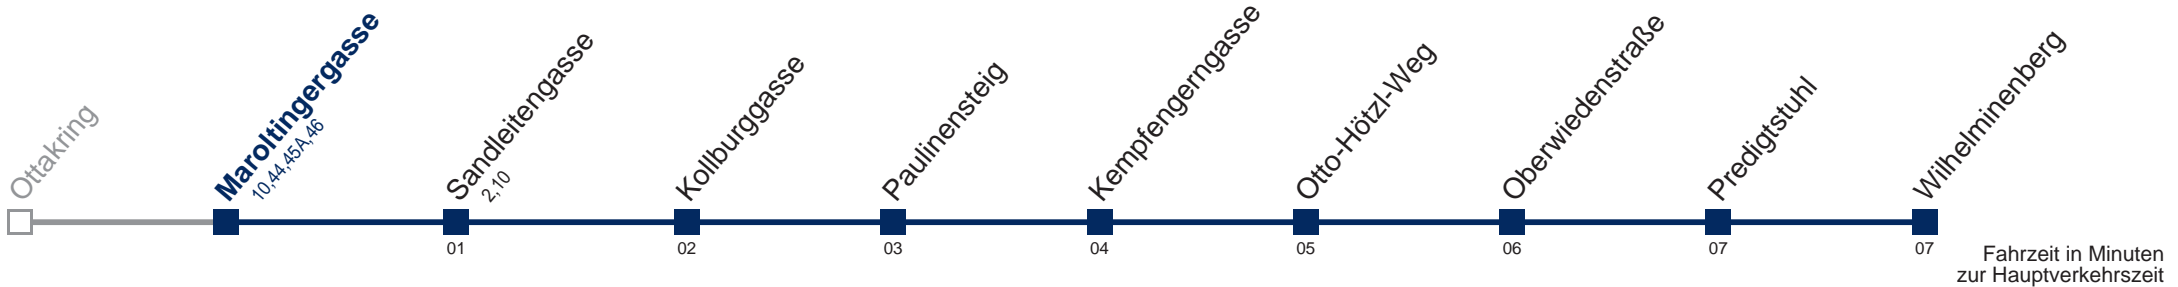 Ottakring
Maroltingergasse
10,44,45A,46
Sandleitengasse
2,10
Kollburggasse
Paulinensteig
Kempfengerngasse
Otto-Hötzl-Weg
Oberwiedenstraße
Predigtstuhl
Wilhelminenberg
01
02
03
04
05
06
07
07
Fahrzeit in Minuten
zur Hauptverkehrszeit